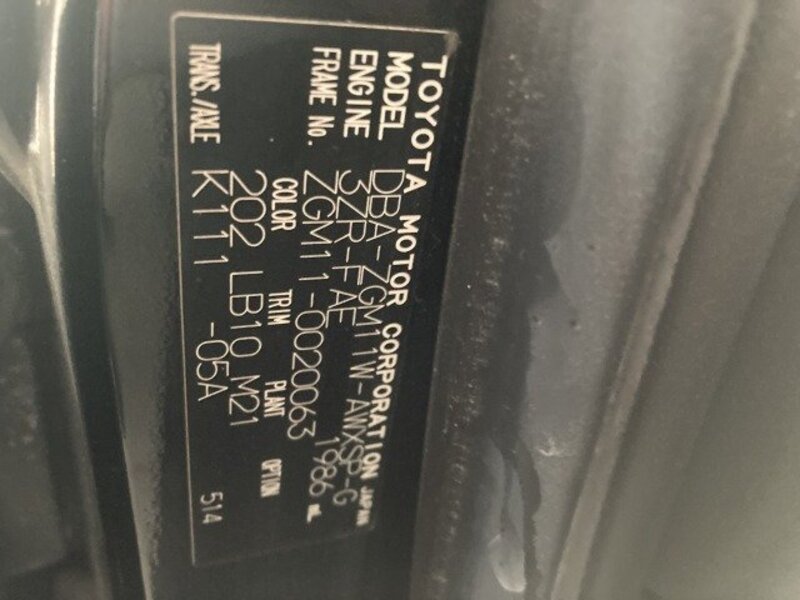 TOYOTA MOTOR CORPORATION JAPAN
MODEL DBA-ZGM11W-AWXSP-G
ENGINE 3ZR-FAE 1986 mL
FRAME No. ZGM11-0020063
COLOR TRIM PLANT OPTION
202 LB10 M21
TRANS./AXLE K111 -05A 514